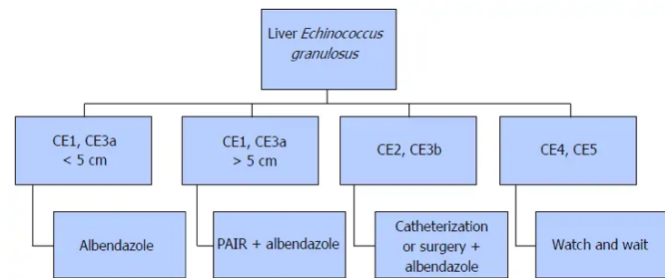 Liver Echinococcus
granulosus
CE1, CE3a
< 5 cm
CE1, CE3a
> 5 cm
CE2, CE3b
CE4, CE5
Albendazole
PAIR + albendazole
Catheterization
or surgery +
albendazole
Watch and wait